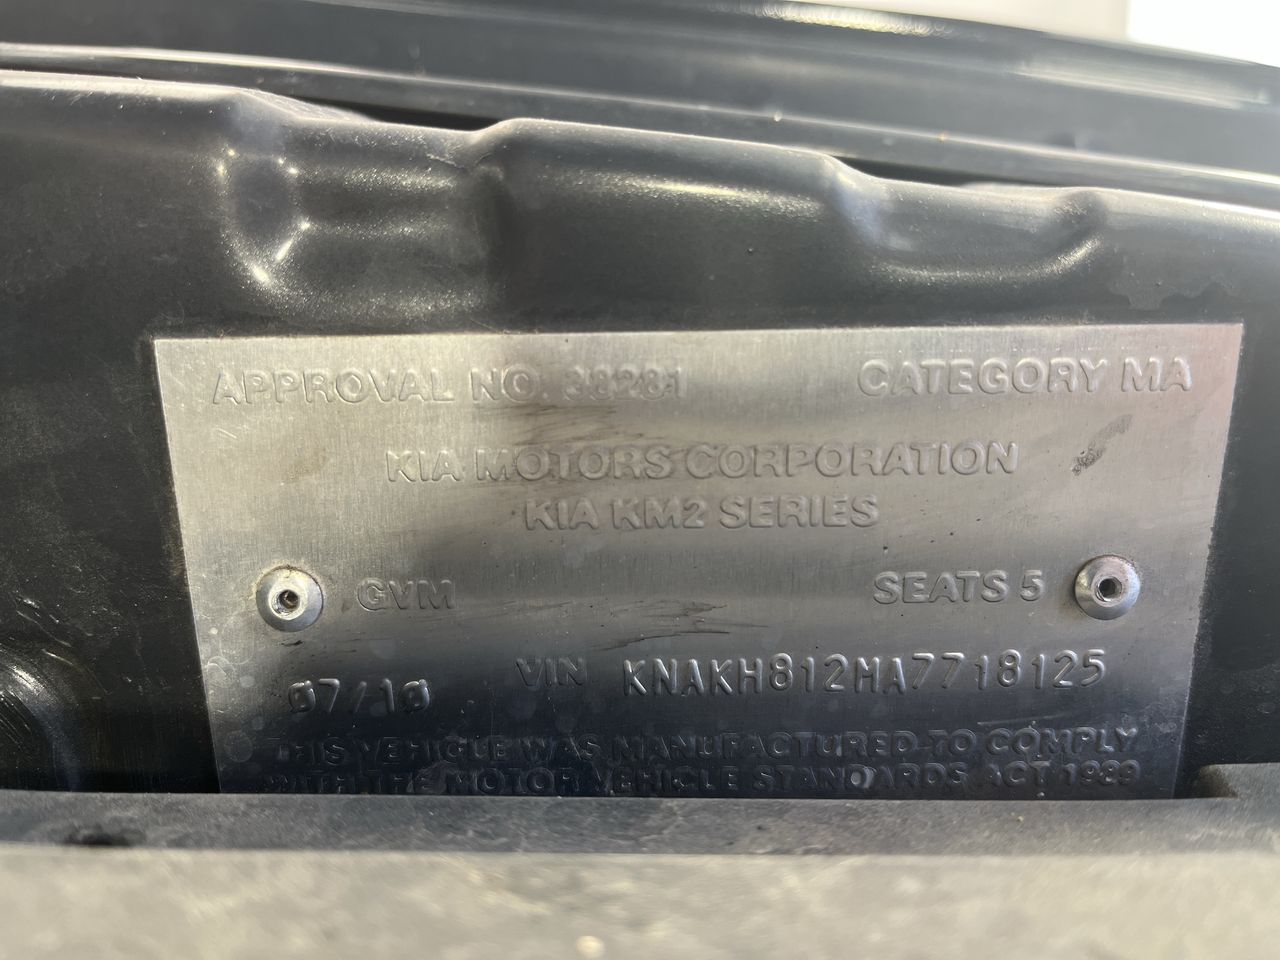 APPROVAL NO. 38281 CATEGORY MA
KIA MOTORS CORPORATION
KIA KM2 SERIES
GVM SEATS 5
07/10 VIN KNAKH812MA7718125
THIS VEHICLE WAS MANUFACTURED TO COMPLY
WITH THE MOTOR VEHICLE STANDARDS ACT 1989